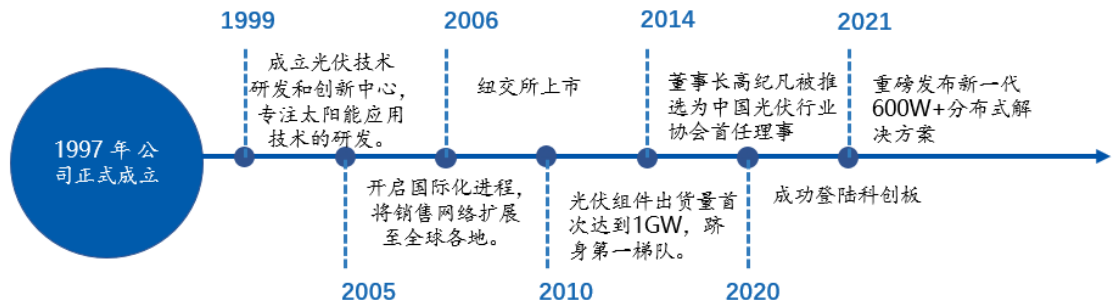 1997 年 公
司正式成立
1999
成立光伏技术
研发和创新中心,
专注太阳能应用
技术的研发。
2005
开启国际化进程,
将销售网络扩展
至全球各地。
2006
纽交所上市
2010
光伏组件出货量首
次达到1GW, 跻
身第一梯队。
2014
董事长高纪凡被推
选为中国光伏行业
协会首任理事
2020
成功登陆科创板
2021
重磅发布新一代
600W+分布式解
决方案